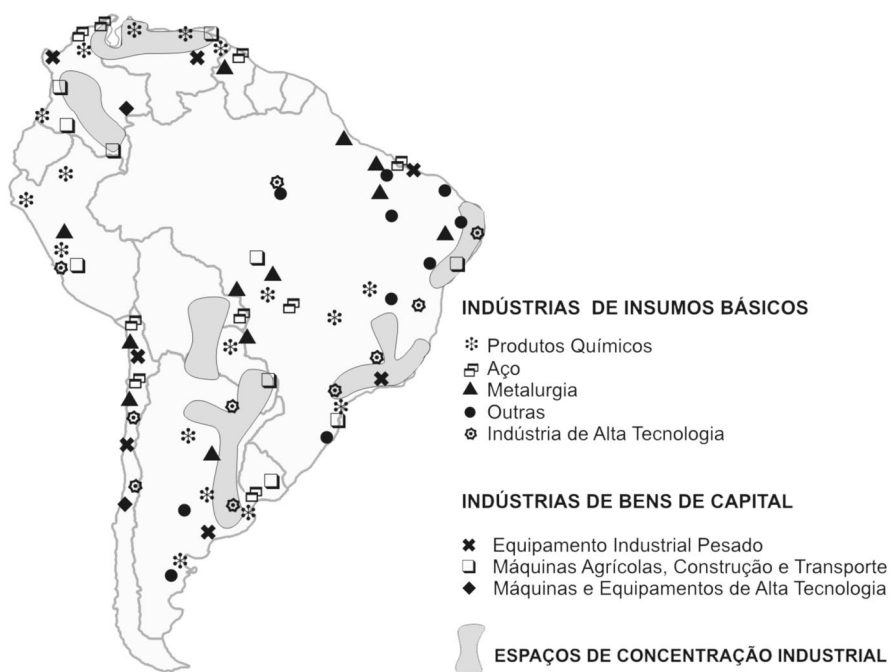 INDÚSTRIAS DE INSUMOS BÁSICOS
Produtos Químicos
Aço
Metalurgia
Outras
Indústria de Alta Tecnologia
INDÚSTRIAS DE BENS DE CAPITAL
Equipamento Industrial Pesado
Máquinas Agrícolas, Construção e Transporte
Máquinas e Equipamentos de Alta Tecnologia
ESPAÇOS DE CONCENTRAÇÃO INDUSTRIAL